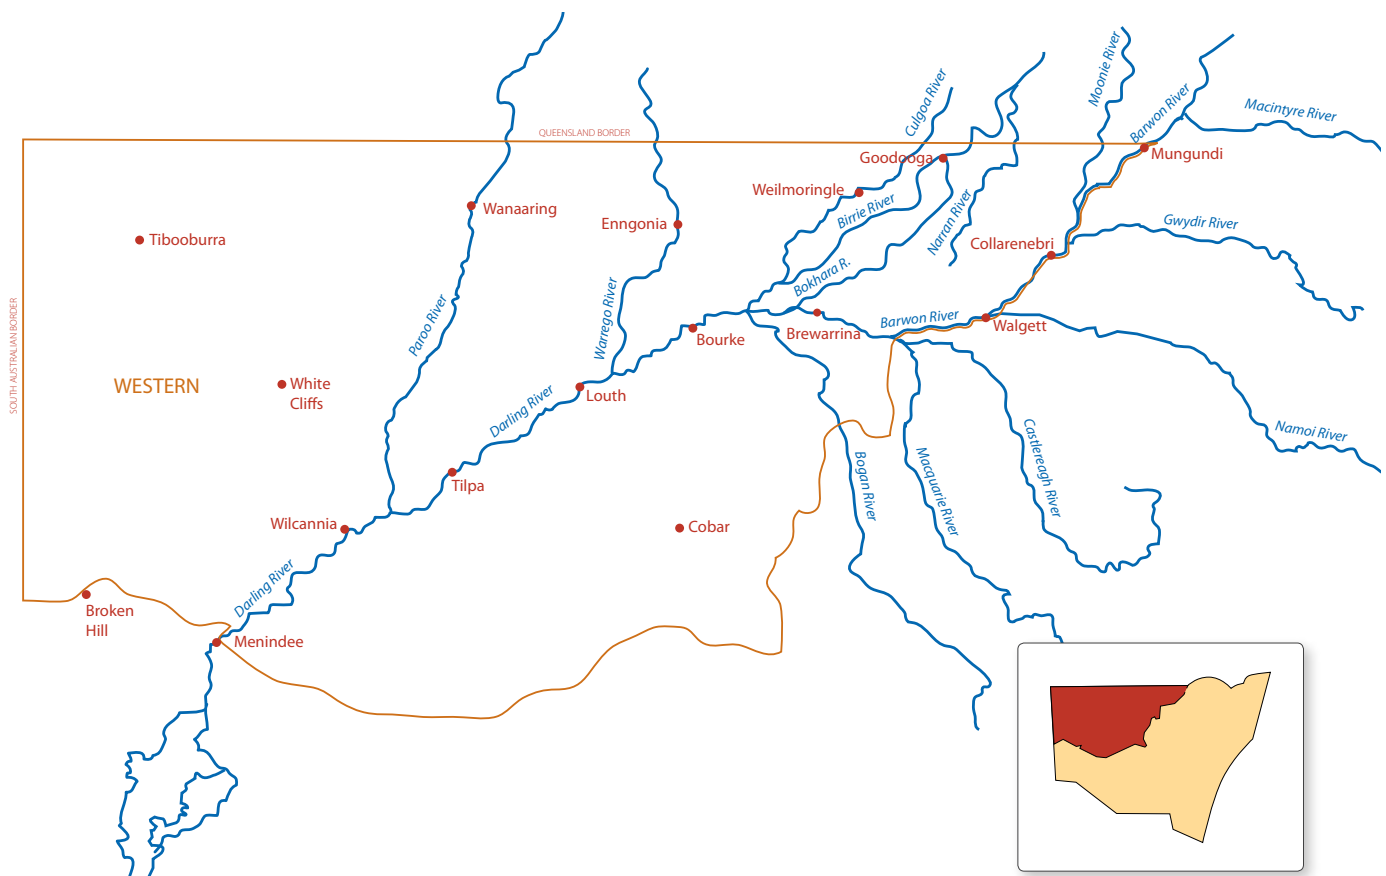 Moonie River
Culgoa River
Barwon River
Macintyre River
QUEENSLAND BORDER
Goodooga
Mungundi
Weilmoringle
Birrie River
Wanaaring
Enngonia
Narran River
Gwydir River
Tibooburra
Collarenebri
Bokhara R.
SOUTH AUSTRALIAN BORDER
Paroo River
Warrego River
Bourke
Brewarrina
Barwon River
Walgett
WESTERN
White
Cliffs
Louth
Darling River
Namoi River
Castlereagh River
Tilpa
Bogan River
Macquarie River
Wilcannia
Cobar
Darling River
Broken
Hill
Menindee